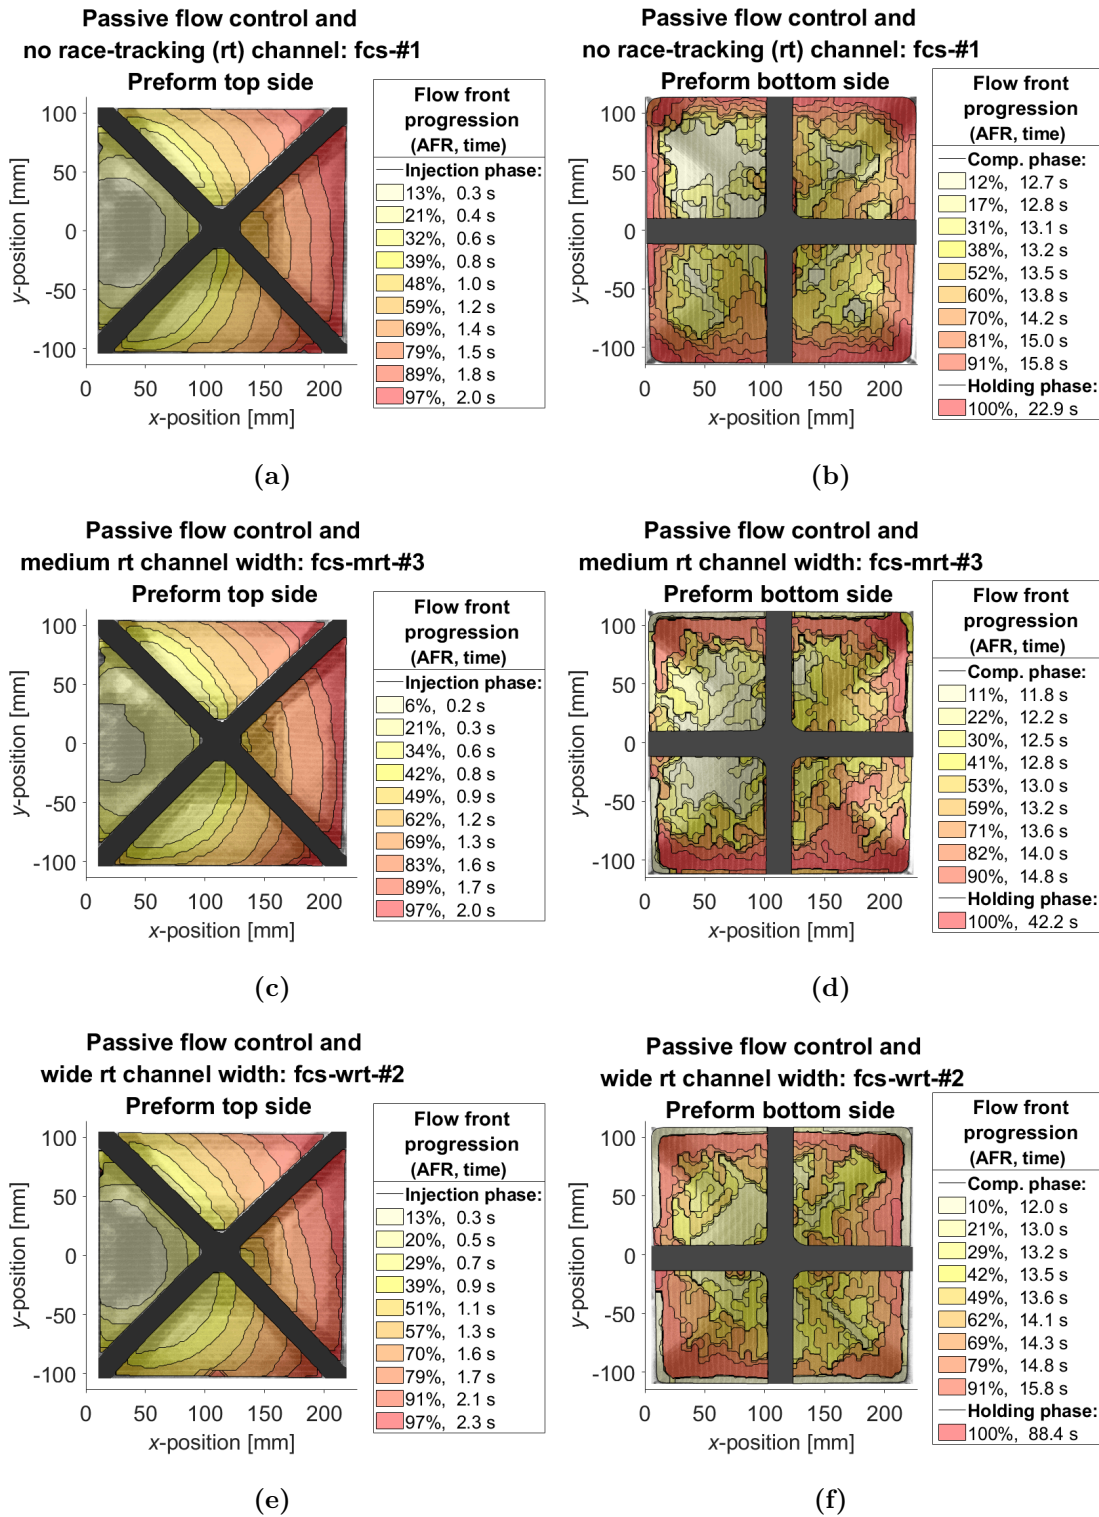 Passive flow control and
no race-tracking (rt) channel: fcs-#1
Preform top side
Flow front
progression
(AFR, time)
Injection phase:
13%, 0.3 s
21%, 0.4 s
32%, 0.6 s
39%, 0.8 s
48%, 1.0 s
59%, 1.2 s
69%, 1.4 s
79%, 1.5 s
89%, 1.8 s
97%, 2.0 s
100
50
0
-50
-100
y-position [mm]
0 50 100 150 200
x-position [mm]
(a)
Passive flow control and
no race-tracking (rt) channel: fcs-#1
Preform bottom side
Flow front
progression
(AFR, time)
Comp. phase:
12%, 12.7 s
17%, 12.8 s
31%, 13.1 s
38%, 13.2 s
52%, 13.5 s
60%, 13.8 s
70%, 14.2 s
81%, 15.0 s
91%, 15.8 s
Holding phase:
100%, 22.9 s
100
50
0
-50
-100
y-position [mm]
0 50 100 150 200
x-position [mm]
(b)
Passive flow control and
medium rt channel width: fcs-mrt-#3
Preform top side
Flow front
progression
(AFR, time)
Injection phase:
6%, 0.2 s
21%, 0.3 s
34%, 0.6 s
42%, 0.8 s
49%, 0.9 s
62%, 1.2 s
69%, 1.3 s
83%, 1.6 s
89%, 1.7 s
97%, 2.0 s
100
50
0
-50
-100
y-position [mm]
0 50 100 150 200
x-position [mm]
(c)
Passive flow control and
medium rt channel width: fcs-mrt-#3
Preform bottom side
Flow front
progression
(AFR, time)
Comp. phase:
11%, 11.8 s
22%, 12.2 s
30%, 12.5 s
41%, 12.8 s
53%, 13.0 s
59%, 13.2 s
71%, 13.6 s
82%, 14.0 s
90%, 14.8 s
Holding phase:
100%, 42.2 s
100
50
0
-50
-100
y-position [mm]
0 50 100 150 200
x-position [mm]
(d)
Passive flow control and
wide rt channel width: fcs-wrt-#2
Preform top side
Flow front
progression
(AFR, time)
Injection phase:
13%, 0.3 s
20%, 0.5 s
29%, 0.7 s
39%, 0.9 s
51%, 1.1 s
57%, 1.3 s
70%, 1.6 s
79%, 1.7 s
91%, 2.1 s
97%, 2.3 s
100
50
0
-50
-100
y-position [mm]
0 50 100 150 200
x-position [mm]
(e)
Passive flow control and
wide rt channel width: fcs-wrt-#2
Preform bottom side
Flow front
progression
(AFR, time)
Comp. phase:
10%, 12.0 s
21%, 13.0 s
29%, 13.2 s
42%, 13.5 s
49%, 13.6 s
62%, 14.1 s
69%, 14.3 s
79%, 14.8 s
91%, 15.8 s
Holding phase:
100%, 88.4 s
100
50
0
-50
-100
y-position [mm]
0 50 100 150 200
x-position [mm]
(f)